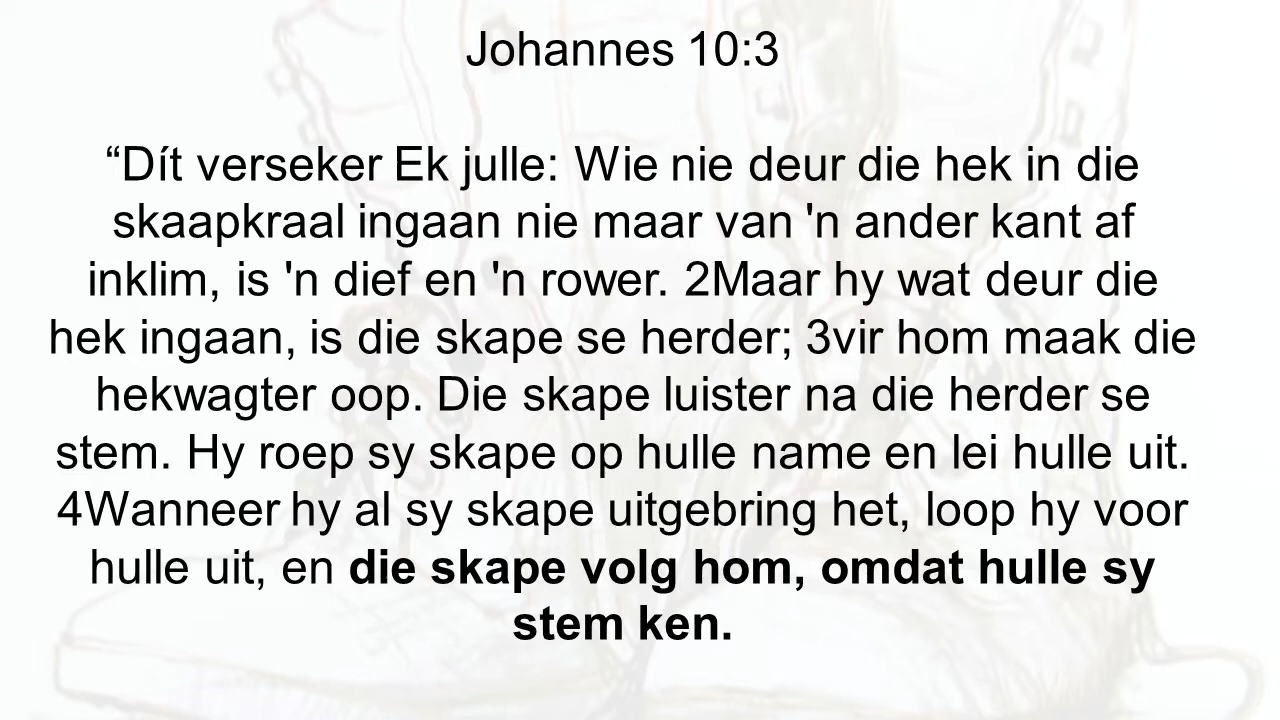 Johannes 10:3
“Dít verseker Ek julle: Wie nie deur die hek in die
skaapkraal ingaan nie maar van 'n ander kant af
inklim, is 'n dief en 'n rower. 2Maar hy wat deur die
hek ingaan, is die skape se herder; 3vir hom maak die
hekwagter oop. Die skape luister na die herder se
stem. Hy roep sy skape op hulle name en lei hulle uit.
4Wanneer hy al sy skape uitgebring het, loop hy voor
hulle uit, en die skape volg hom, omdat hulle sy
stem ken.